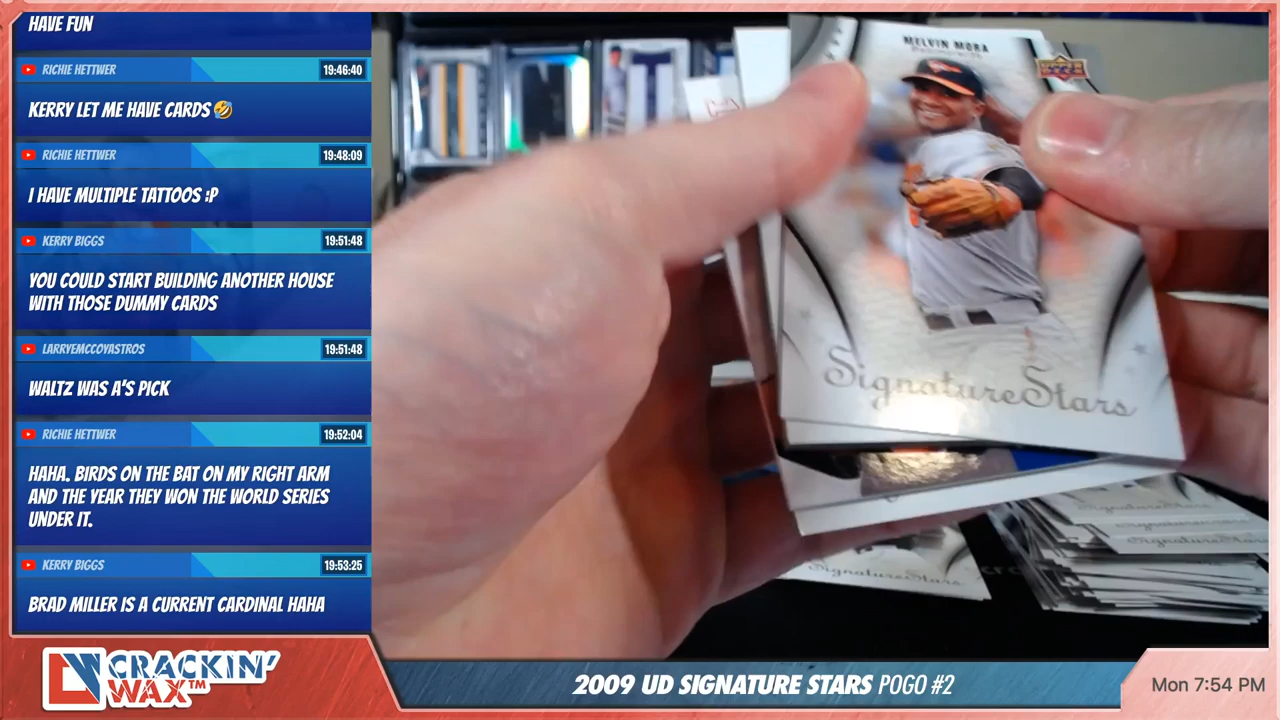 HAVE FUN
RICHIE HETTWER
19:46:40
KERRY LET ME HAVE CARDS🤣
RICHIE HETTWER
19:48:09
I HAVE MULTIPLE TATTOOS :P
KERRY BIGGS
19:51:48
YOU COULD START BUILDING ANOTHER HOUSE
WITH THOSE DUMMY CARDS
LARRYEMCCOYASTROS
19:51:48
WALTZ WAS A'S PICK
RICHIE HETTWER
19:52:04
HAHA. BIRDS ON THE BAT ON MY RIGHT ARM
AND THE YEAR THEY WON THE WORLD SERIES
UNDER IT.
KERRY BIGGS
19:53:25
BRAD MILLER IS A CURRENT CARDINAL HAHA
MELVIN MORA
UPPER DECK
SignatureStars
SignatureStars
CRACKIN'
WAX™
2009 UD SIGNATURE STARS POGO #2
Mon 7:54 PM